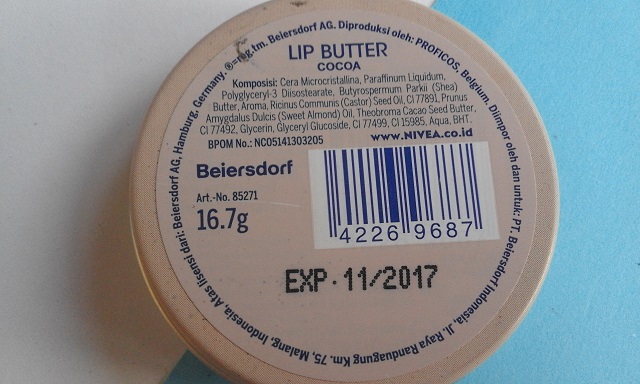 LIP BUTTER
COCOA
Komposisi: Cera Microcristallina, Paraffinum Liquidum,
Polyglyceryl-3 Diisostearate, Butyrospermum Parkii (Shea)
Butter, Aroma, Ricinus Communis (Castor) Seed Oil, CI 77891, Prunus
Amygdalus Dulcis (Sweet Almond) Oil, Theobroma Cacao Seed Butter,
CI 77492, Glycerin, Glyceryl Glucoside, CI 77499, CI 15985, Aqua, BHT.
BPOM No.: NC05141303205
www.NIVEA.co.id
Beiersdorf
Art.-No. 85271
16.7g
4226 9687
EXP. 11/2017
Atas lisensi dari: Beiersdorf AG, Hamburg, Germany. ®=reg.tm. Beiersdorf AG. Diproduksi oleh: PROFICOS, Belgium. Diimpor oleh dan untuk: PT. Beiersdorf Indonesia, Jl. Raya Randuagung Km. 75, Malang, Indonesia,